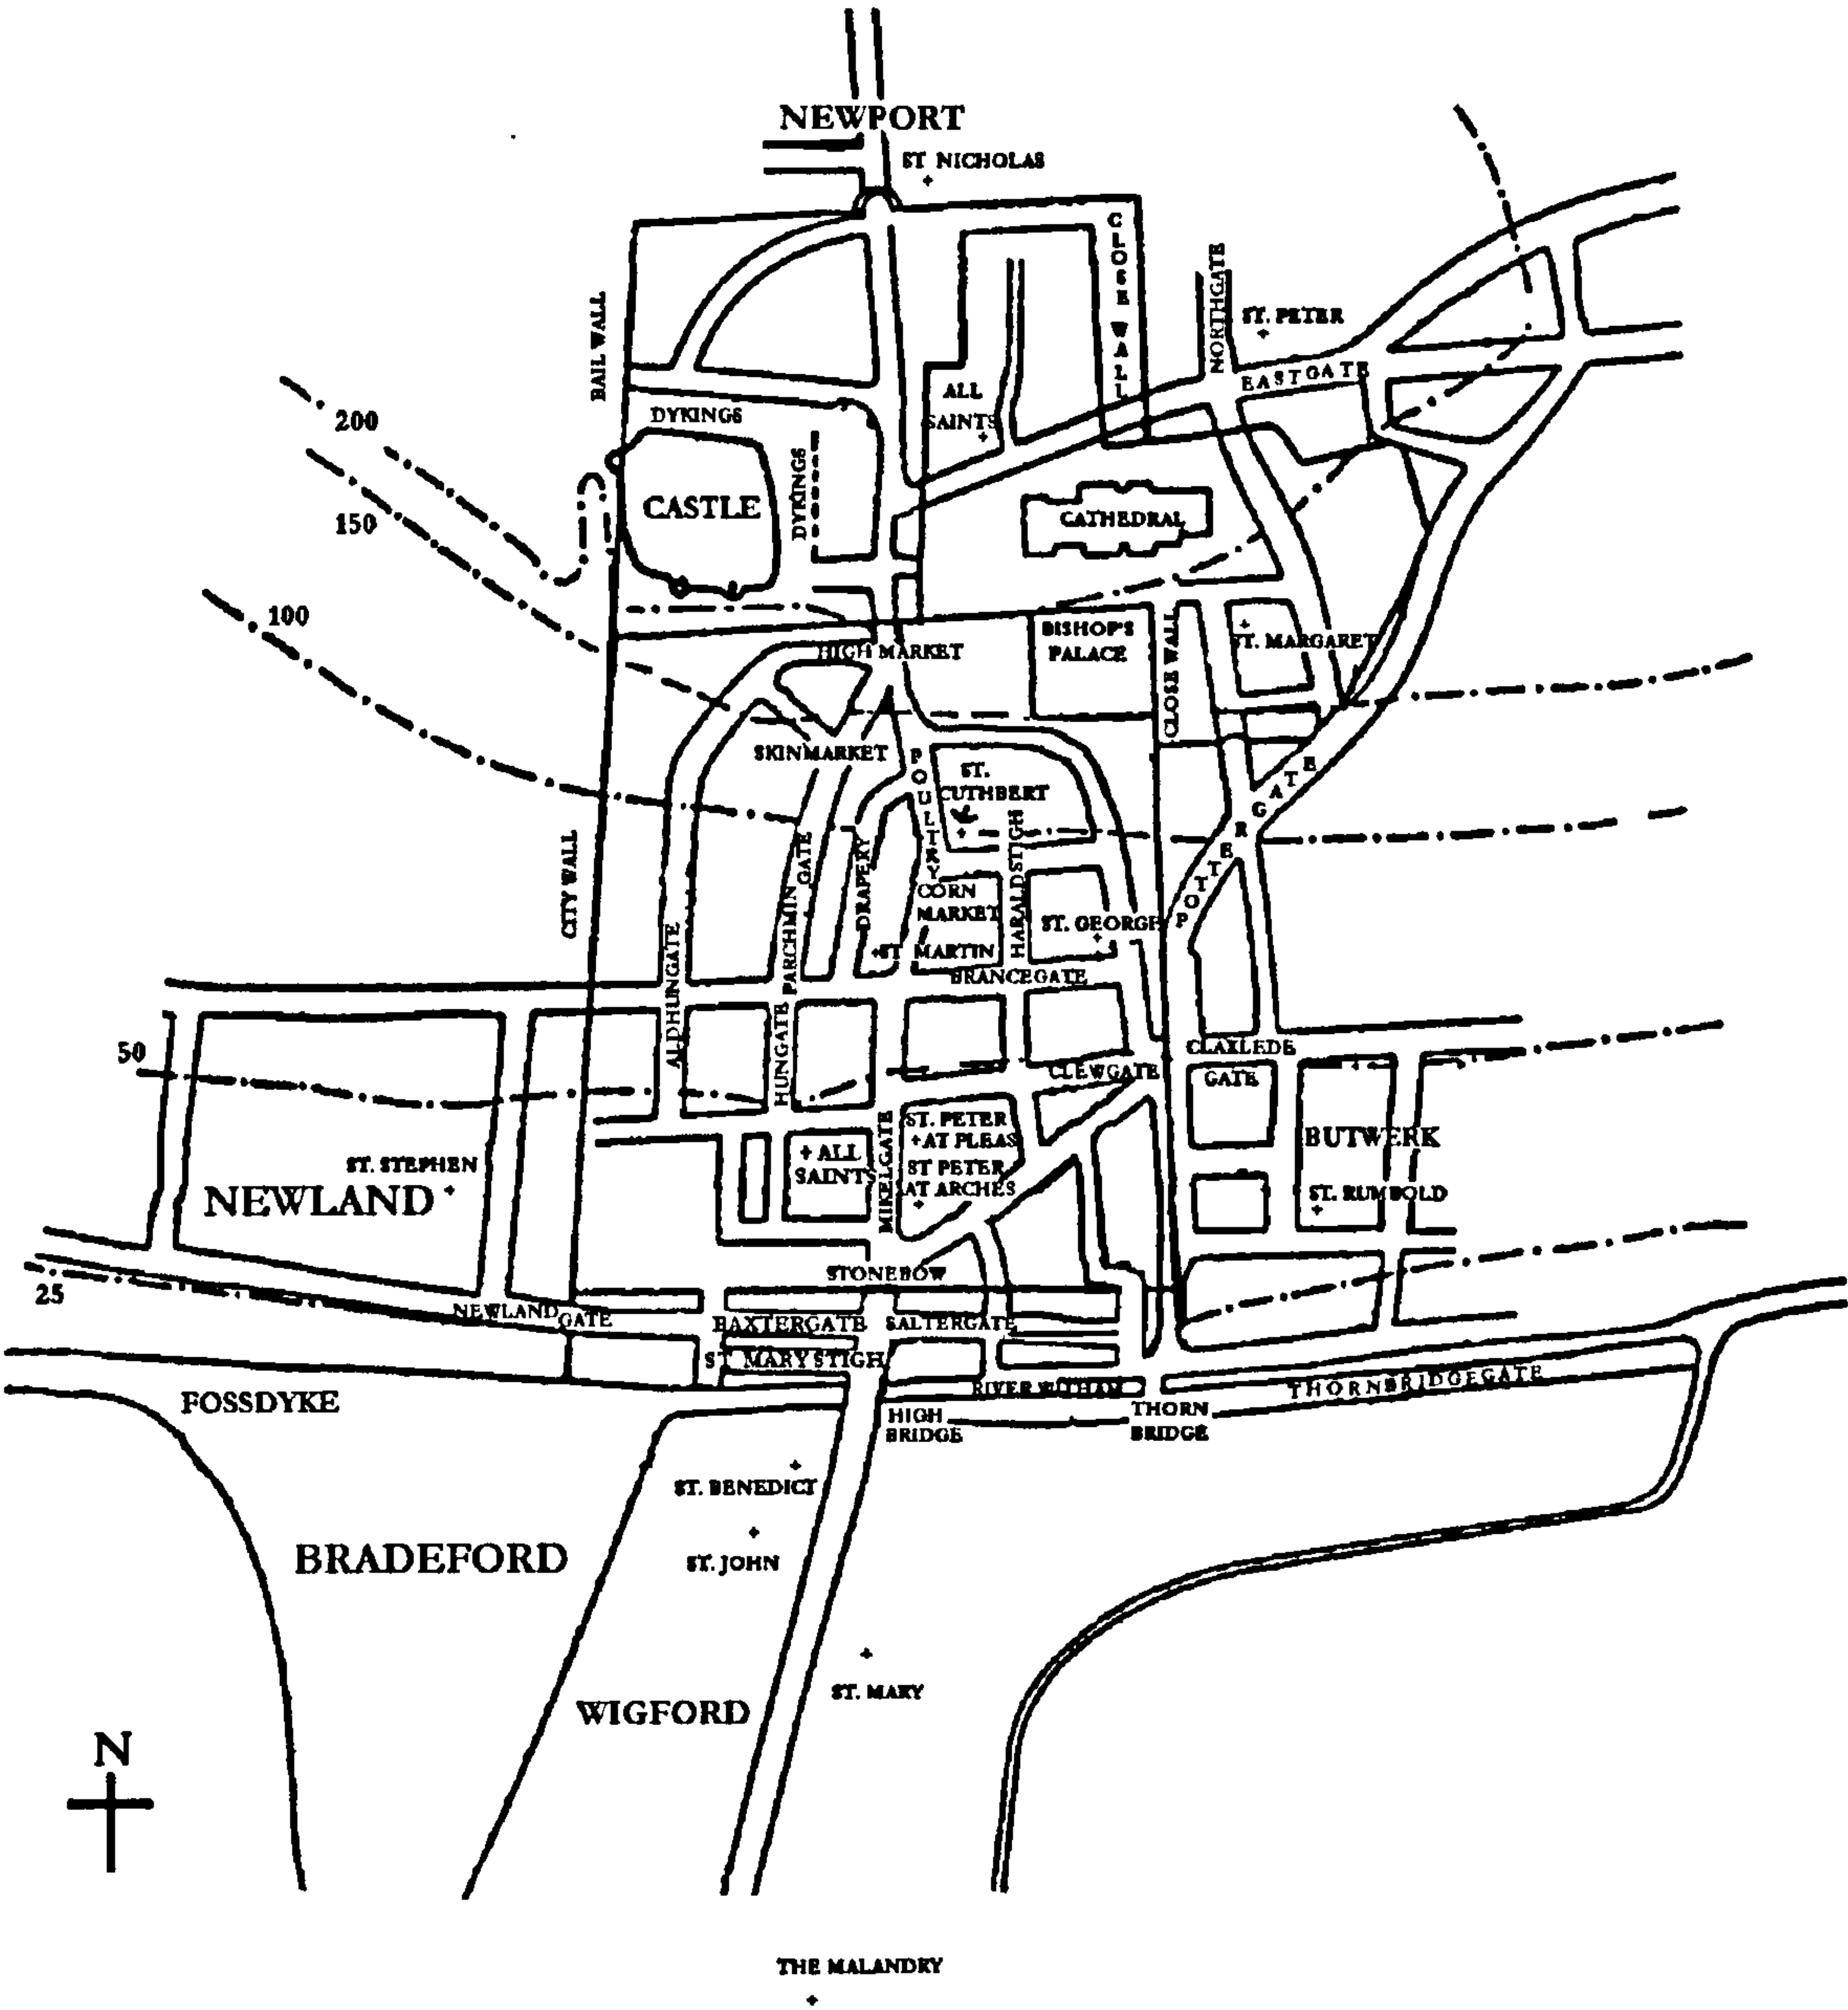 NEWPORT
ST NICHOLAS
CLOSE WALL
NORTHGATE
ST. PETER
BAIL WALL
EASTGATE
ALL
SAINTS
DYKINGS
200
DYKINGS
CASTLE
CATHEDRAL
150
100
BISHOP'S
PALACE
CLOSE WALL
ST. MARGARET
HIGH MARKET
SKINMARKET
POULTRY
ST.
CUTHBERT
POTTERGATE
CITY WALL
PARCHMIN GATE
DRAPERY
HARALDSTIGH
CORN
MARKET
ST. GEORGE
ST MARTIN
BRANCEGATE
ALDHUNGATE
HUNGATE
50
CLAXLEDE
GATE
CLEWGATE
ST. PETER
AT PLEAS
BUTWERK
ALL
SAINTS
MIKELGATE
ST PETER
AT ARCHES
ST. STEPHEN
NEWLAND
ST. RUMBOLD
STONEBOW
25
NEWLAND GATE
BAXTERGATE
SALTERGATE
ST MARYSTIGH
RIVER WITHAM
THORNBRIDGEGATE
FOSSDYKE
HIGH
BRIDGE
THORN
BRIDGE
ST. BENEDICT
BRADEFORD
ST. JOHN
ST. MARY
WIGFORD
N
THE MALANDRY